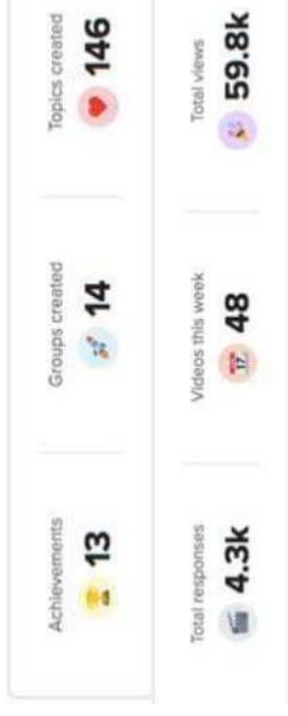 Achievements
13
Groups created
14
Topics created
146
Total responses
4.3k
Videos this week
17
48
Total views
59.8k